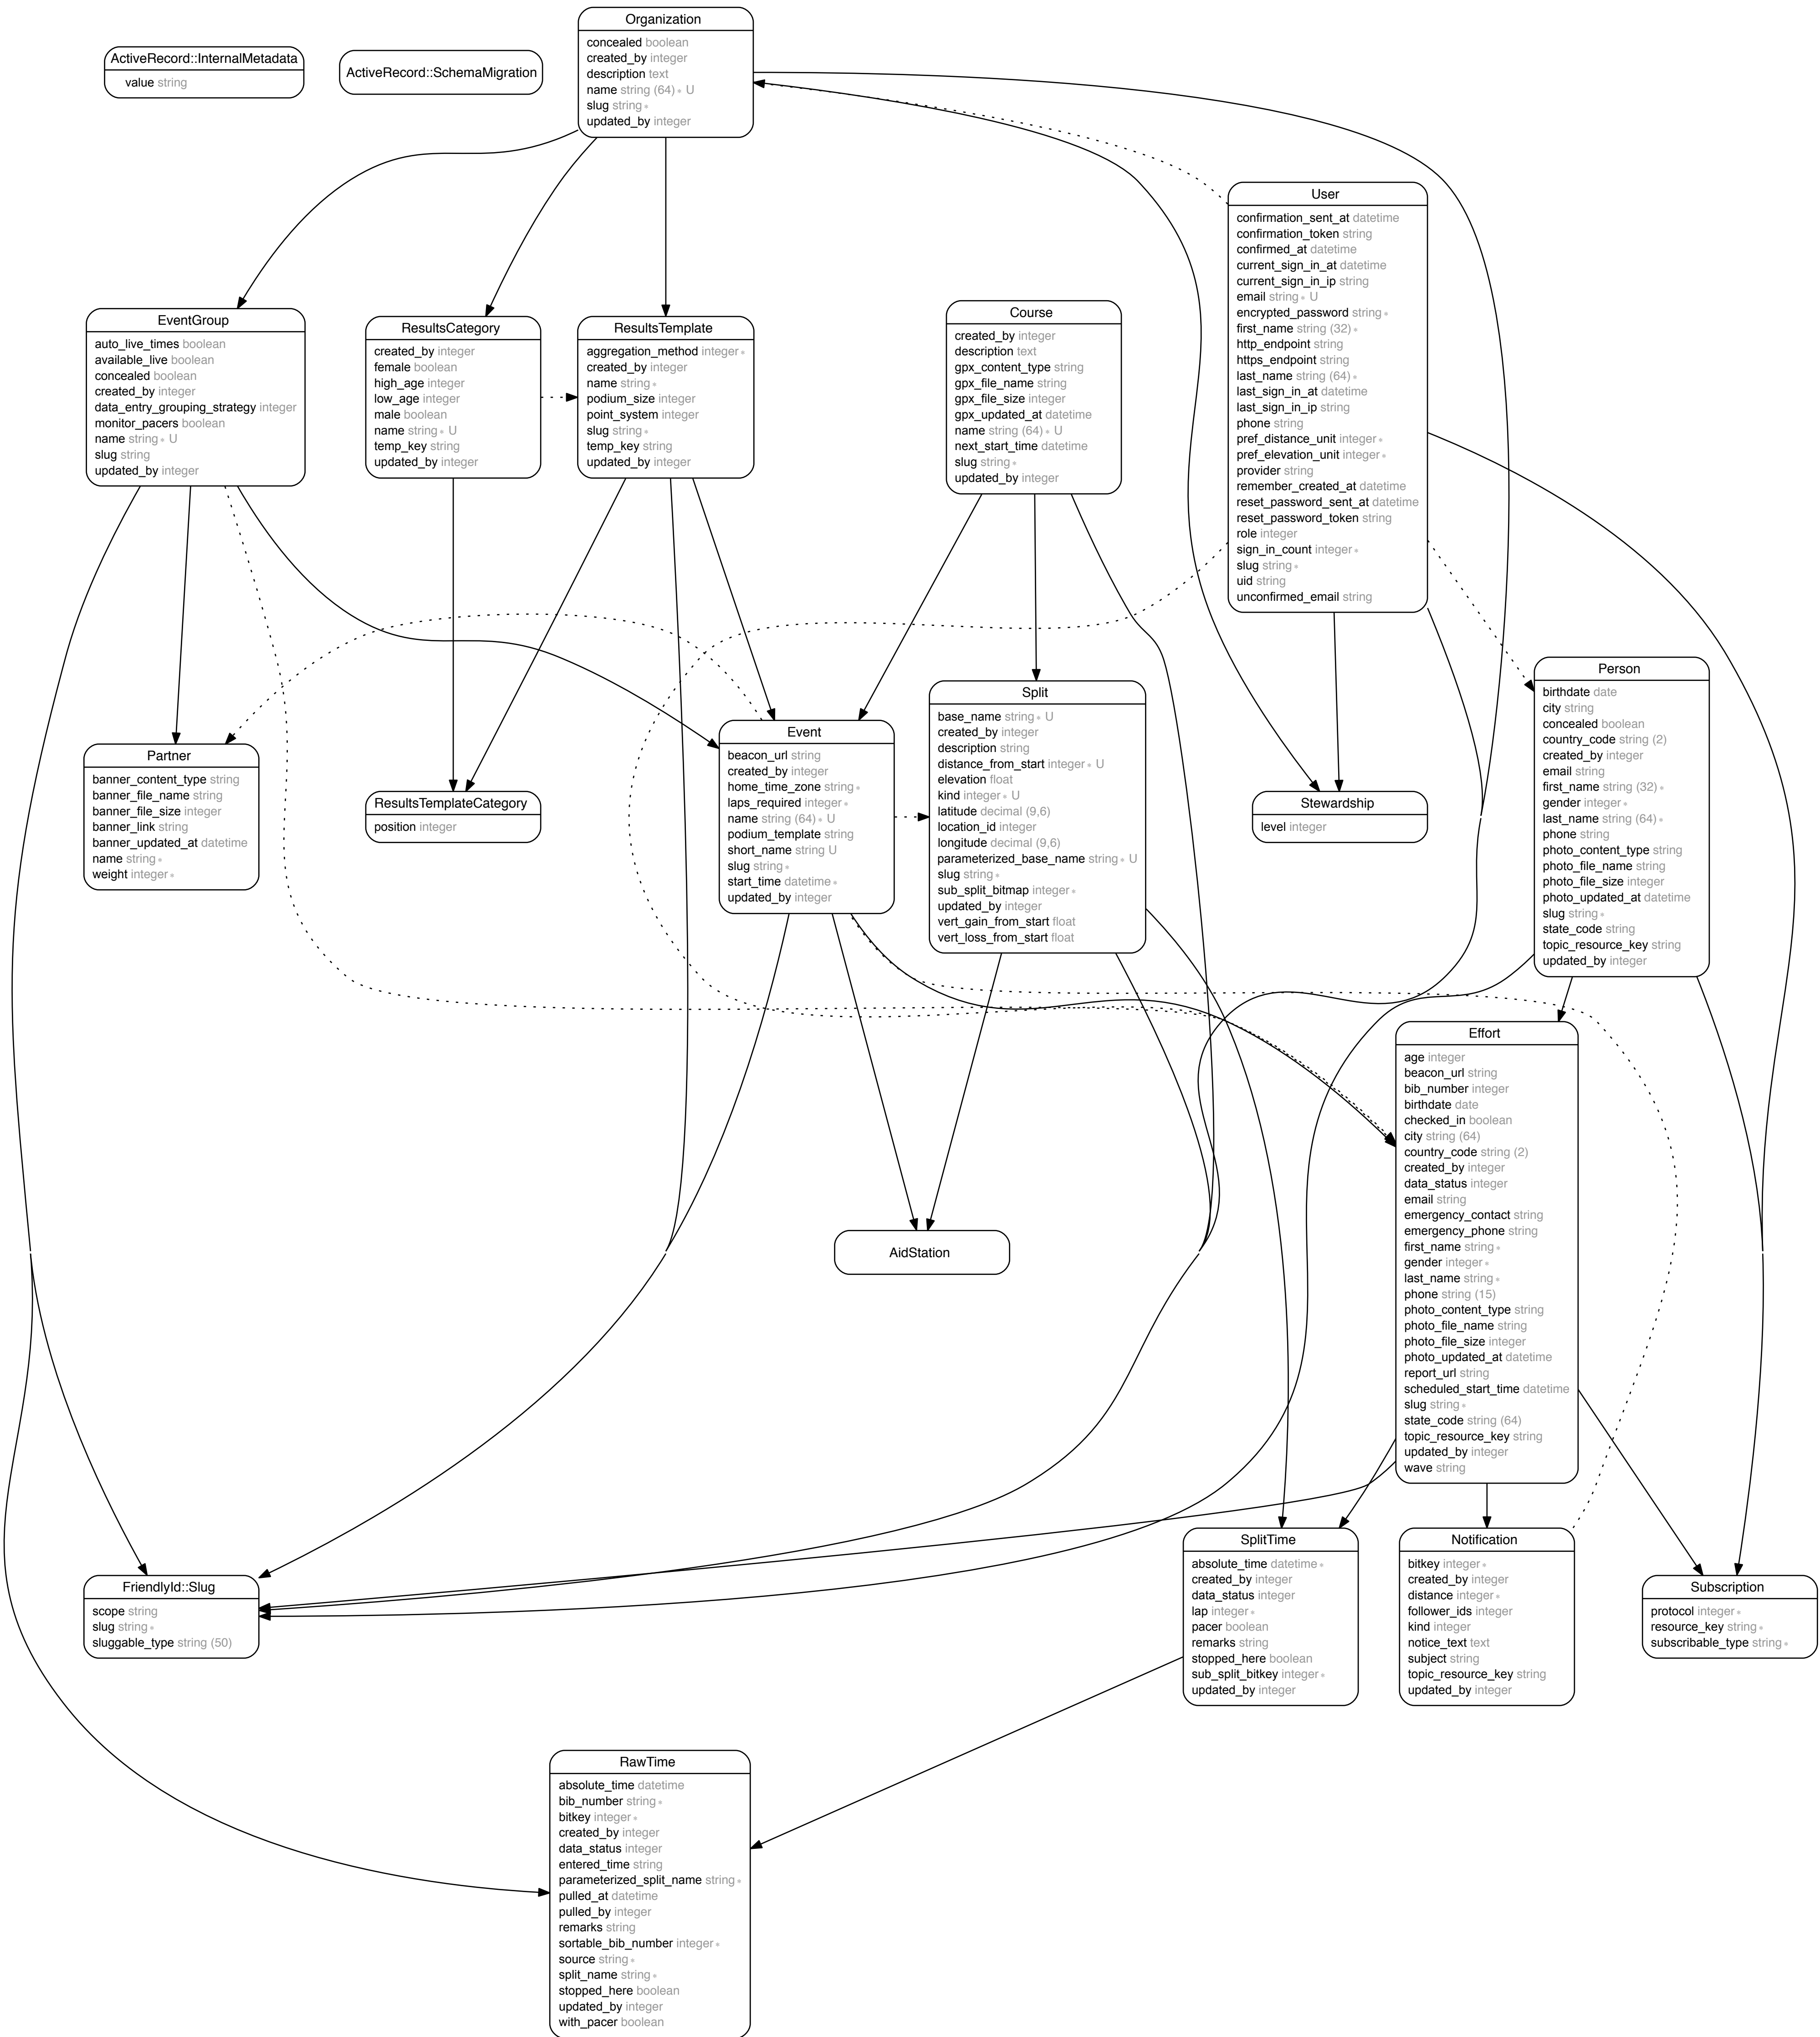 Organization
concealed boolean
created_by integer
description text
name string (64) * U
slug string *
updated_by integer
ActiveRecord::InternalMetadata
value string
ActiveRecord::SchemaMigration
User
confirmation_sent_at datetime
confirmation_token string
confirmed_at datetime
current_sign_in_at datetime
current_sign_in_ip string
email string * U
encrypted_password string *
first_name string (32) *
http_endpoint string
https_endpoint string
last_name string (64) *
last_sign_in_at datetime
last_sign_in_ip string
phone string
pref_distance_unit integer *
pref_elevation_unit integer *
provider string
remember_created_at datetime
reset_password_sent_at datetime
reset_password_token string
role integer
sign_in_count integer *
slug string *
uid string
unconfirmed_email string
EventGroup
auto_live_times boolean
available_live boolean
concealed boolean
created_by integer
data_entry_grouping_strategy integer
monitor_pacers boolean
name string * U
slug string
updated_by integer
ResultsCategory
created_by integer
female boolean
high_age integer
low_age integer
male boolean
name string * U
temp_key string
updated_by integer
ResultsTemplate
aggregation_method integer *
created_by integer
name string *
podium_size integer
point_system integer
slug string *
temp_key string
updated_by integer
Course
created_by integer
description text
gpx_content_type string
gpx_file_name string
gpx_file_size integer
gpx_updated_at datetime
name string (64) * U
next_start_time datetime
slug string *
updated_by integer
Person
birthdate date
city string
concealed boolean
country_code string (2)
created_by integer
email string
first_name string (32) *
gender integer *
last_name string (64) *
phone string
photo_content_type string
photo_file_name string
photo_file_size integer
photo_updated_at datetime
slug string *
state_code string
topic_resource_key string
updated_by integer
Split
base_name string * U
created_by integer
description string
distance_from_start integer * U
elevation float
kind integer * U
latitude decimal (9,6)
location_id integer
longitude decimal (9,6)
parameterized_base_name string * U
slug string *
sub_split_bitmap integer *
updated_by integer
vert_gain_from_start float
vert_loss_from_start float
Event
beacon_url string
created_by integer
home_time_zone string *
laps_required integer *
name string (64) * U
podium_template string
short_name string U
slug string *
start_time datetime *
updated_by integer
Partner
banner_content_type string
banner_file_name string
banner_file_size integer
banner_link string
banner_updated_at datetime
name string *
weight integer *
ResultsTemplateCategory
position integer
Stewardship
level integer
Effort
age integer
beacon_url string
bib_number integer
birthdate date
checked_in boolean
city string (64)
country_code string (2)
created_by integer
data_status integer
email string
emergency_contact string
emergency_phone string
first_name string *
gender integer *
last_name string *
phone string (15)
photo_content_type string
photo_file_name string
photo_file_size integer
photo_updated_at datetime
report_url string
scheduled_start_time datetime
slug string *
state_code string (64)
topic_resource_key string
updated_by integer
wave string
AidStation
SplitTime
absolute_time datetime *
created_by integer
data_status integer
lap integer *
pacer boolean
remarks string
stopped_here boolean
sub_split_bitkey integer *
updated_by integer
Notification
bitkey integer *
created_by integer
distance integer *
follower_ids integer
kind integer
notice_text text
subject string
topic_resource_key string
updated_by integer
Subscription
protocol integer *
resource_key string *
subscribable_type string *
FriendlyId::Slug
scope string
slug string *
sluggable_type string (50)
RawTime
absolute_time datetime
bib_number string *
bitkey integer *
created_by integer
data_status integer
entered_time string
parameterized_split_name string *
pulled_at datetime
pulled_by integer
remarks string
sortable_bib_number integer *
source string *
split_name string *
stopped_here boolean
updated_by integer
with_pacer boolean